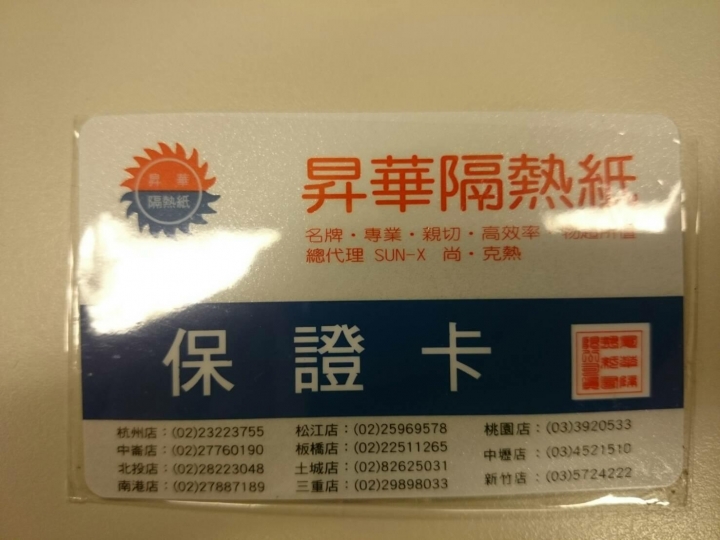 昇華
隔熱紙
昇華隔熱紙
名牌・專業・親切・高效率
總代理 SUN-X 尚・克熱
保證卡
杭州店：(02)23223755
中崙店：(02)27760190
北投店：(02)28223048
南港店：(02)27887189
松江店：(02)25969578
板橋店：(02)22511265
土城店：(02)82625031
三重店：(02)29898033
桃園店：(03)3920533
中壢店：(03)4521510
新竹店：(03)5724222